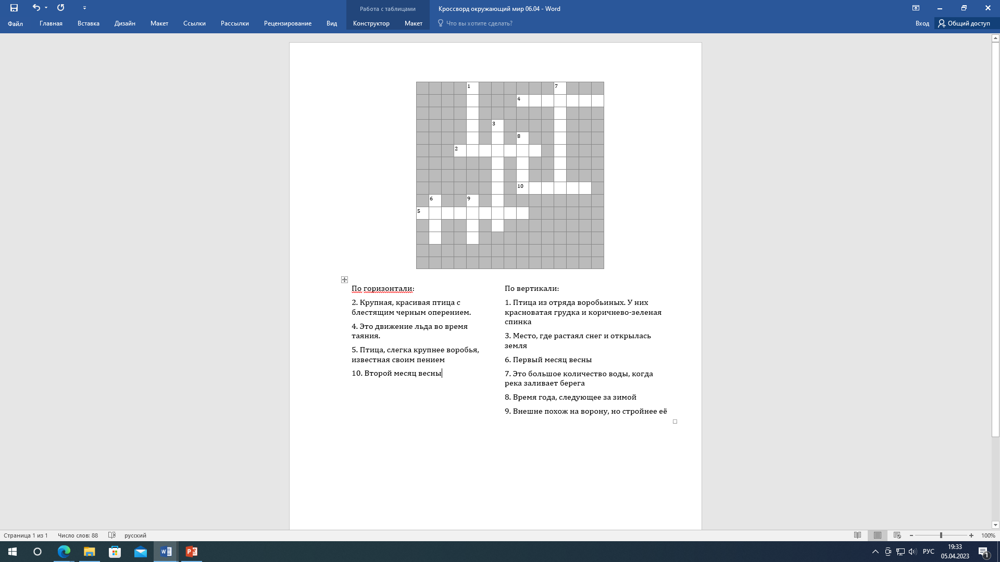 Работа с таблицами
Кроссворд окружающий мир 06.04 - Word
Файл Главная Вставка Дизайн Макет Ссылки Рассылки Рецензирование Вид Конструктор Макет Что вы хотите сделать? Вход Общий доступ
1 7
4
3
8
2
10
6 9
5
По горизонтали:
2. Крупная, красивая птица с
блестящим черным оперением.
4. Это движение льда во время
таяния.
5. Птица, слегка крупнее воробья,
известная своим пением
10. Второй месяц весны
По вертикали:
1. Птица из отряда воробьиных. У них
красноватая грудка и коричнево-зеленая
спинка
3. Место, где растаял снег и открылась
земля
6. Первый месяц весны
7. Это большое количество воды, когда
река заливает берега
8. Время года, следующее за зимой
9. Внешне похож на ворону, но стройнее её
Страница 1 из 1 Число слов: 88 русский 100%
РУС 19:33
05.04.2023 1